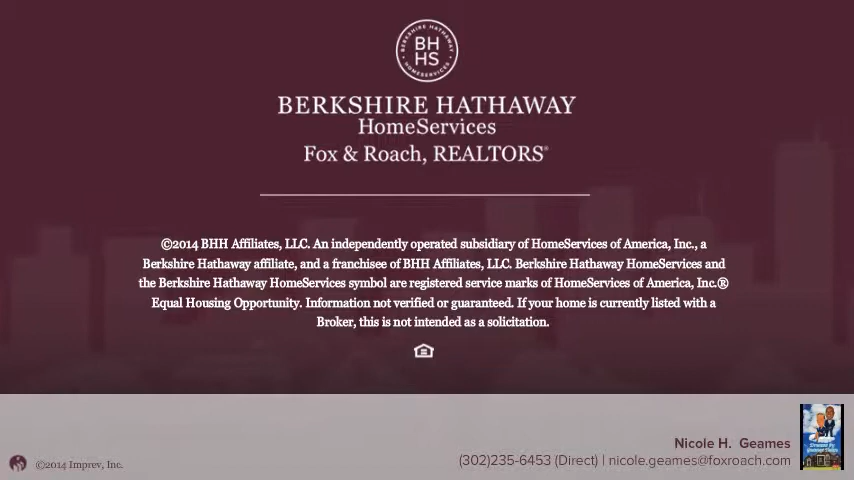 BERKSHIRE HATHAWAY
HOMESERVICES
BH
HS
BERKSHIRE HATHAWAY
HomeServices
Fox & Roach, REALTORS®
©2014 BHH Affiliates, LLC. An independently operated subsidiary of HomeServices of America, Inc., a
Berkshire Hathaway affiliate, and a franchisee of BHH Affiliates, LLC. Berkshire Hathaway HomeServices and
the Berkshire Hathaway HomeServices symbol are registered service marks of HomeServices of America, Inc.®
Equal Housing Opportunity. Information not verified or guaranteed. If your home is currently listed with a
Broker, this is not intended as a solicitation.
Nicole H. Geames
(302)235-6453 (Direct) | nicole.geames@foxroach.com
©2014 Imprev, Inc.